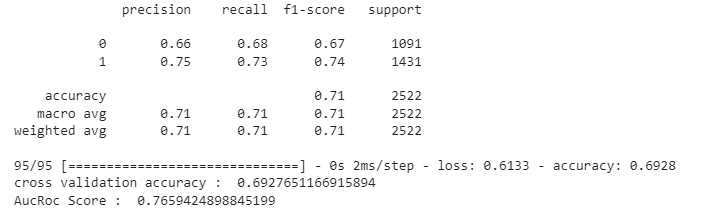 precision recall f1-score support
0 0.66 0.68 0.67 1091
1 0.75 0.73 0.74 1431
accuracy 0.71 2522
macro avg 0.71 0.71 0.71 2522
weighted avg 0.71 0.71 0.71 2522
95/95 [==============================] - 0s 2ms/step - loss: 0.6133 - accuracy: 0.6928
cross validation accuracy :  0.6927651166915894
AucRoc Score :  0.7659424898845199